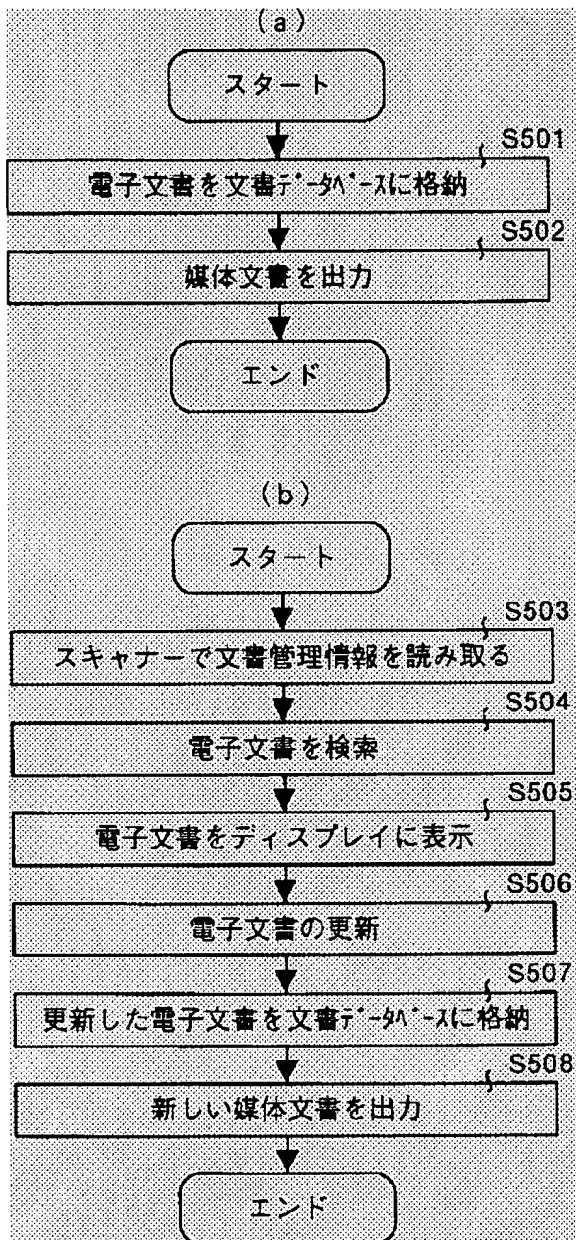 (a)
スタート
S501
電子文書を文書ﾃﾞｰﾀﾍﾞｰｽに格納
S502
媒体文書を出力
エンド
(b)
スタート
S503
スキャナーで文書管理情報を読み取る
S504
電子文書を検索
S505
電子文書をディスプレイに表示
S506
電子文書の更新
S507
更新した電子文書を文書ﾃﾞｰﾀﾍﾞｰｽに格納
S508
新しい媒体文書を出力
エンド